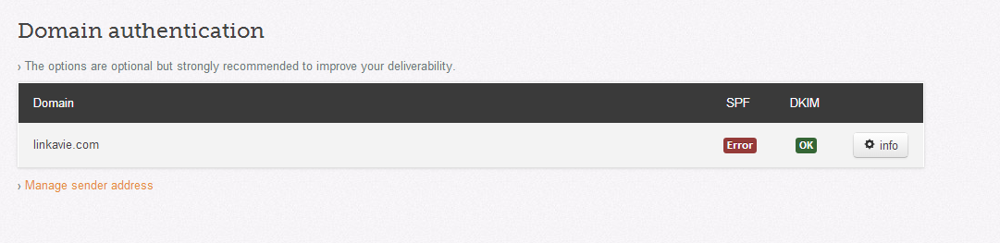 Domain authentication
› The options are optional but strongly recommended to improve your deliverability.
Domain SPF DKIM
linkavie.com Error OK info
› Manage sender address